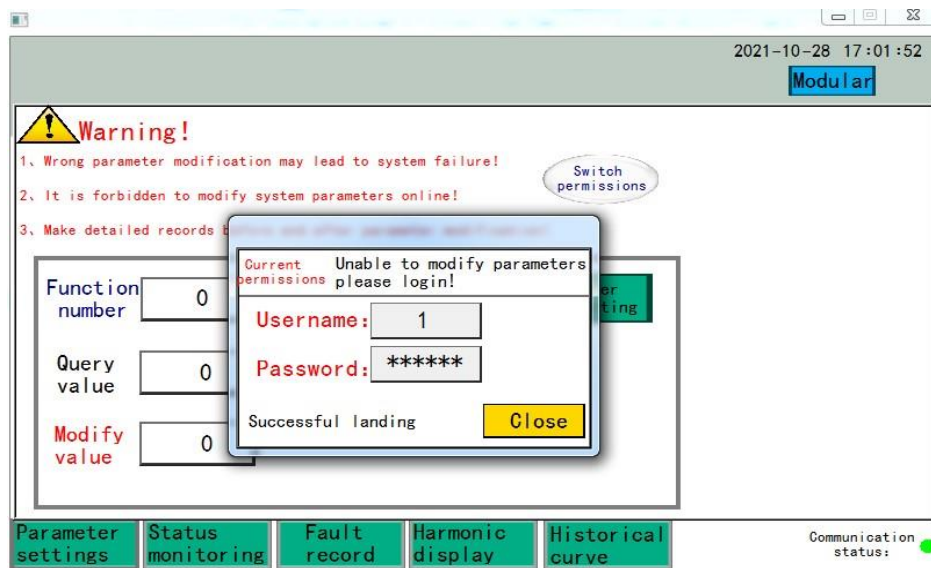 2021-10-28 17:01:52
Modular
Warning!
1、Wrong parameter modification may lead to system failure!
Switch
permissions
2、It is forbidden to modify system parameters online!
3、Make detailed records
Current
permissions
Unable to modify parameters
please login!
Function
number
0
Username:
1
Query
value
0
Password:
******
Successful landing
Close
Modify
value
0
Parameter
settings
Status
monitoring
Fault
record
Harmonic
display
Historical
curve
Communication
status: